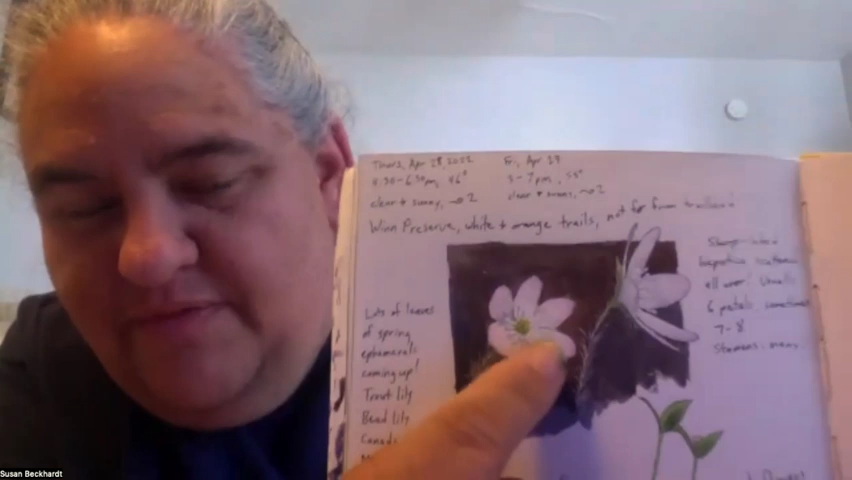 Thurs, Apr 28, 2022
4:30-6:30pm, 46°
clear + sunny, ~ 2
Fri, Apr 29
5-7pm, 55°
clear + sunny, ~ 2
Winn Preserve, white + orange trails, not far from trailhead
Lots of leaves
of spring
ephemerals
coming up!
Trout lily
Bead lily
Canada
Sharp-lobed
hepatica
all over! Usually
6 petals, sometimes
7-8
Stamens: many
Susan Beckhardt